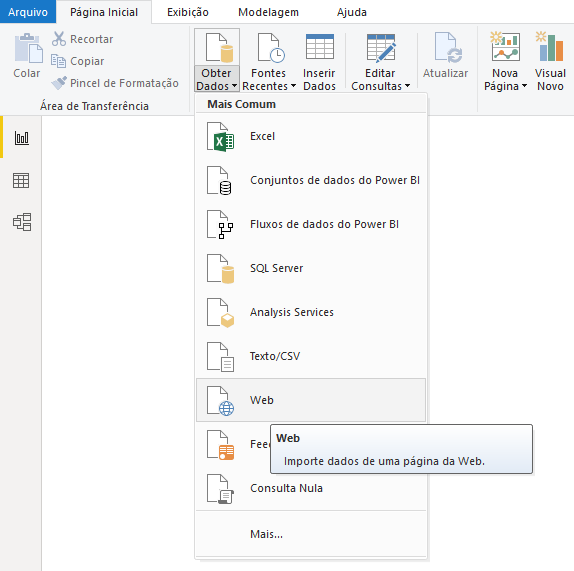 Arquivo Página Inicial Exibição Modelagem Ajuda
Colar
Recortar
Copiar
Pincel de Formatação
Área de Transferência
Obter
Dados
Fontes
Recentes
Inserir
Dados
Editar
Consultas
Atualizar
Nova
Página
Visual
Novo
Mais Comum
Excel
Conjuntos de dados do Power BI
Fluxos de dados do Power BI
SQL Server
Analysis Services
Texto/CSV
Web
Web
Importe dados de uma página da Web.
Consulta Nula
Mais...